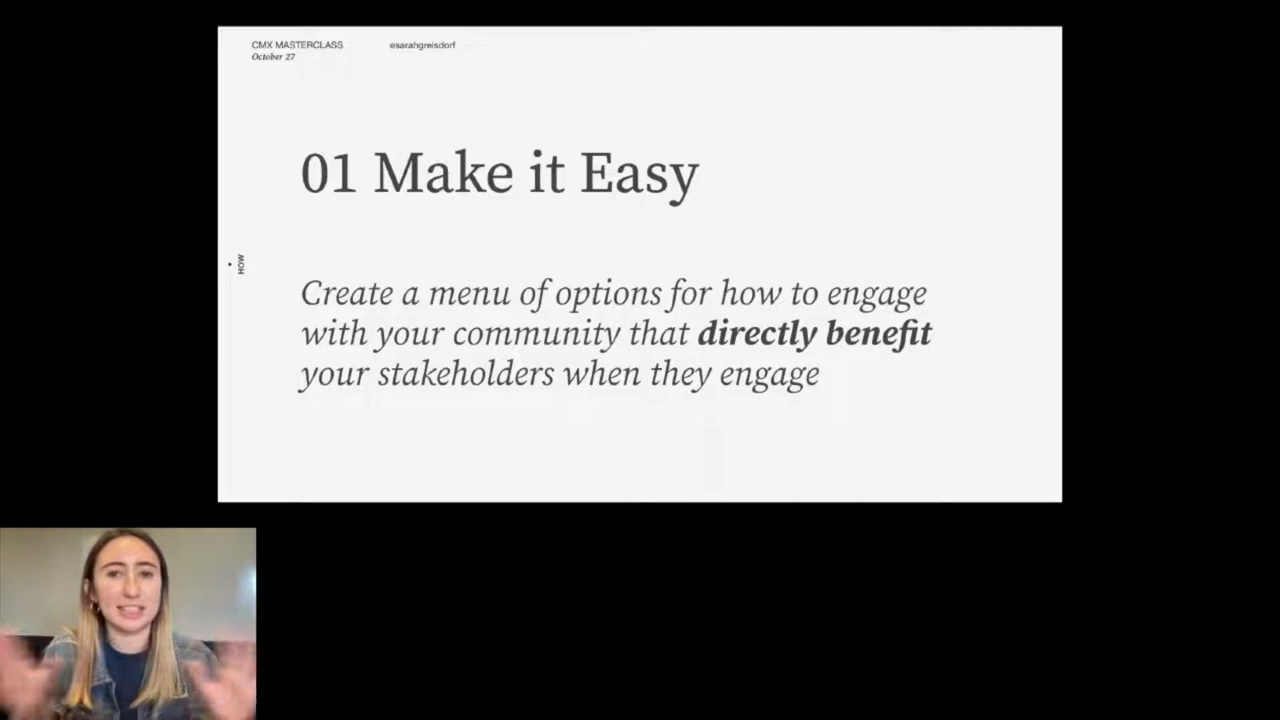 CMX MASTERCLASS
October 27
@sarahgreisdorf
01 Make it Easy
HOW
Create a menu of options for how to engage
with your community that directly benefit
your stakeholders when they engage